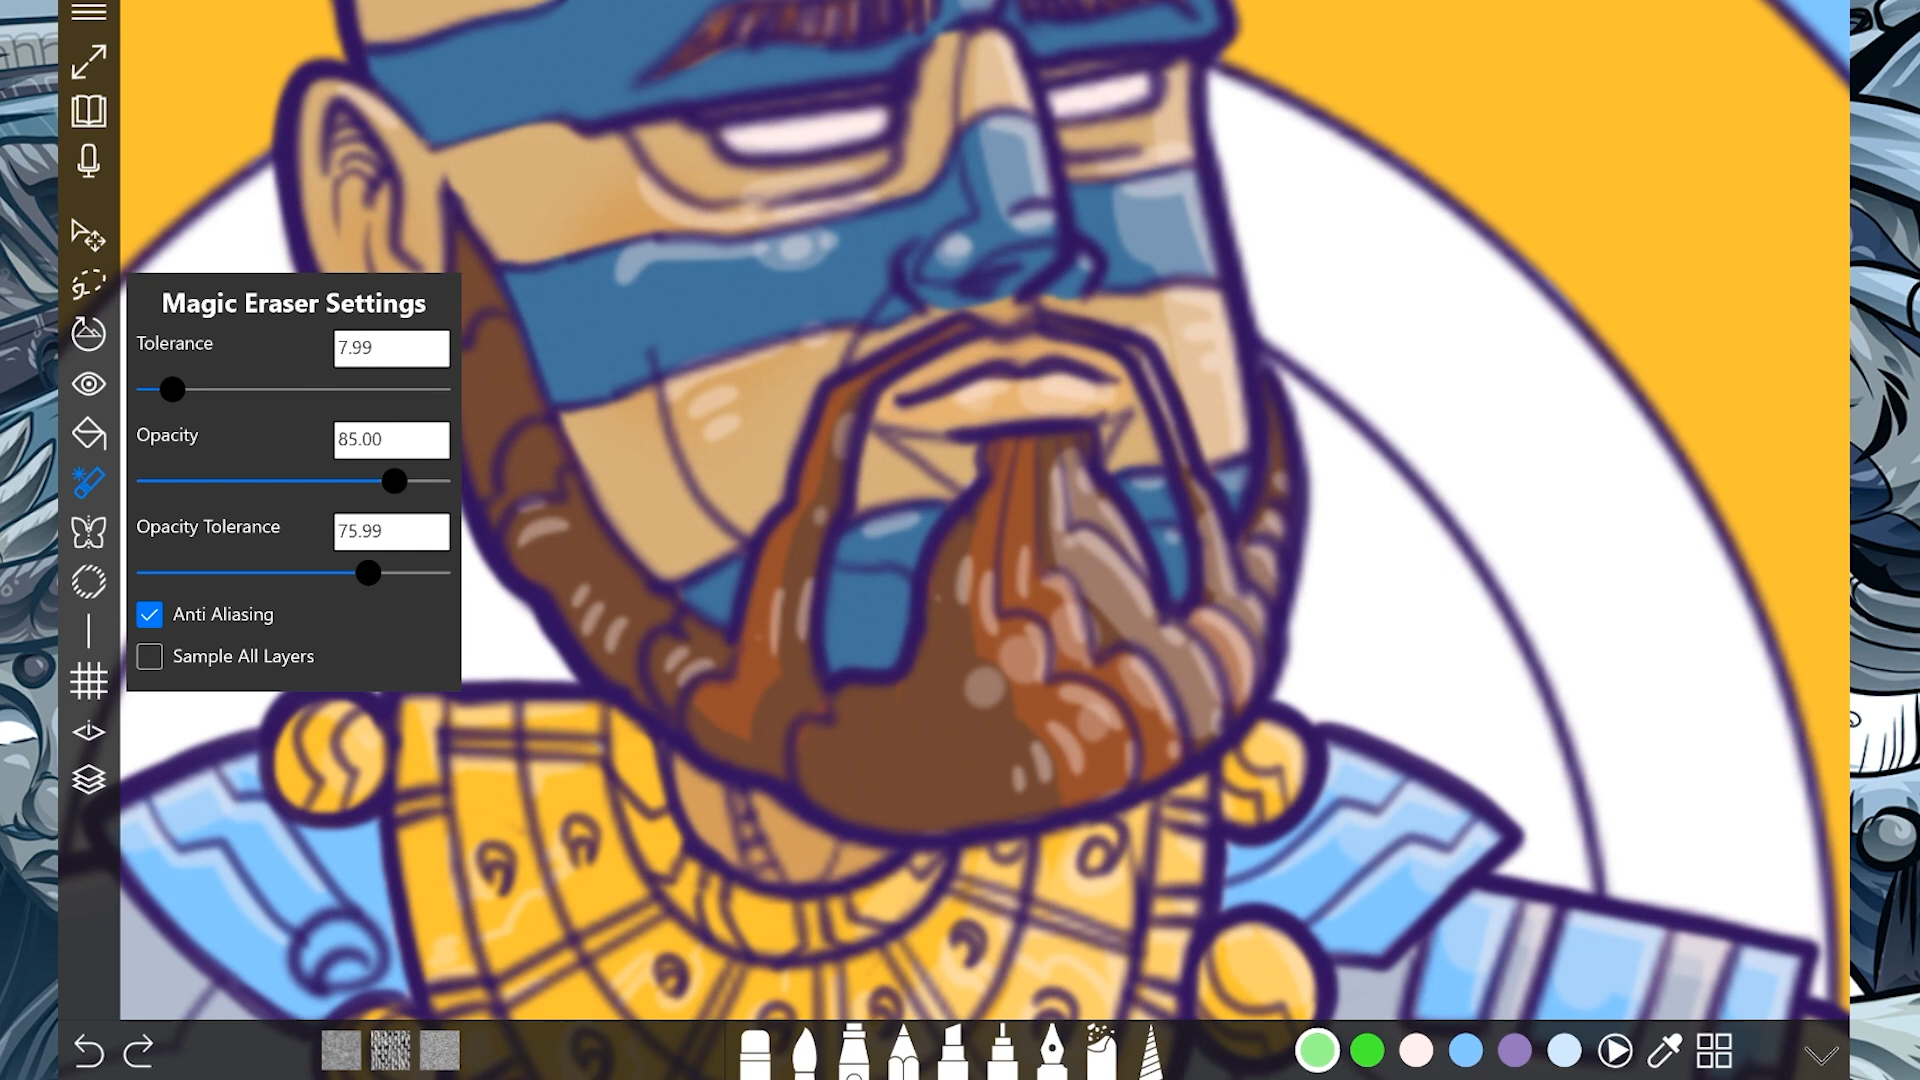 Magic Eraser Settings
Tolerance 7.99
Opacity 85.00
Opacity Tolerance 75.99
Anti Aliasing
Sample All Layers